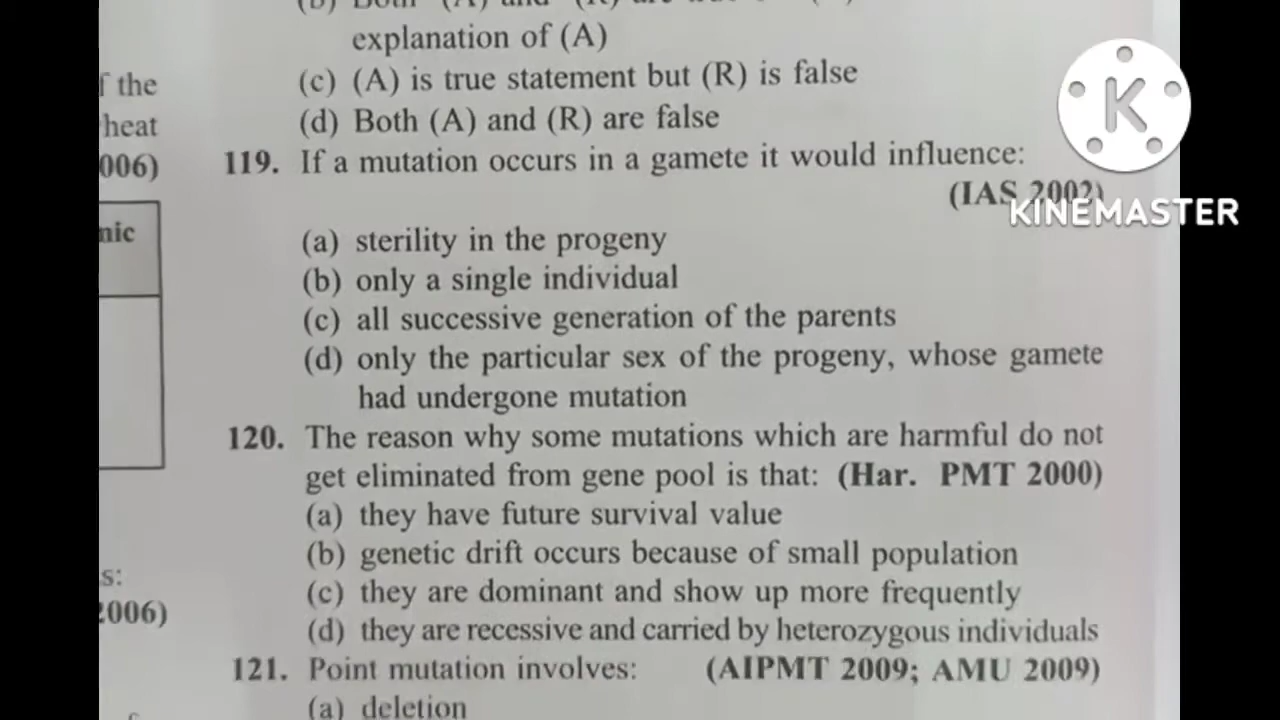 explanation of (A)
(c) (A) is true statement but (R) is false
(d) Both (A) and (R) are false
119. If a mutation occurs in a gamete it would influence:
(IAS 2002)
(a) sterility in the progeny
(b) only a single individual
(c) all successive generation of the parents
(d) only the particular sex of the progeny, whose gamete
had undergone mutation
120. The reason why some mutations which are harmful do not
get eliminated from gene pool is that: (Har. PMT 2000)
(a) they have future survival value
(b) genetic drift occurs because of small population
(c) they are dominant and show up more frequently
(d) they are recessive and carried by heterozygous individuals
121. Point mutation involves: (AIPMT 2009; AMU 2009)
(a) deletion
f the
heat
006)
nic
s:
2006)
K
KINEMASTER